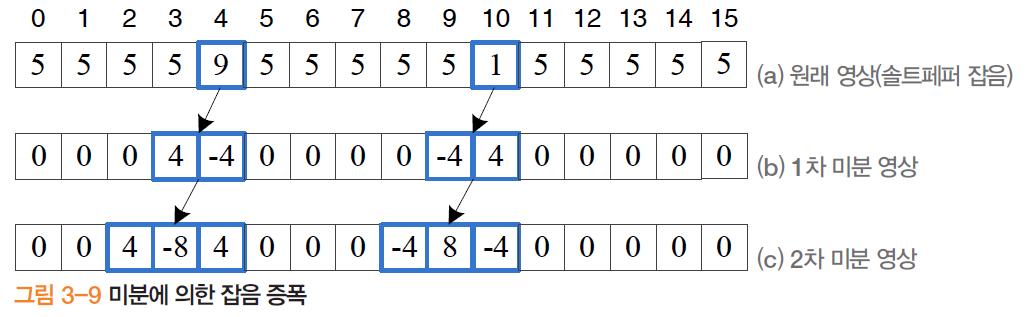 0 1 2 3 4 5 6 7 8 9 10 11 12 13 14 15
5 5 5 5 9 5 5 5 5 5 1 5 5 5 5 5 (a) 원래 영상(솔트페퍼 잡음)
0 0 0 4 -4 0 0 0 0 -4 4 0 0 0 0 0 (b) 1차 미분 영상
0 0 4 -8 4 0 0 0 -4 8 -4 0 0 0 0 0 (c) 2차 미분 영상
그림 3-9 미분에 의한 잡음 증폭